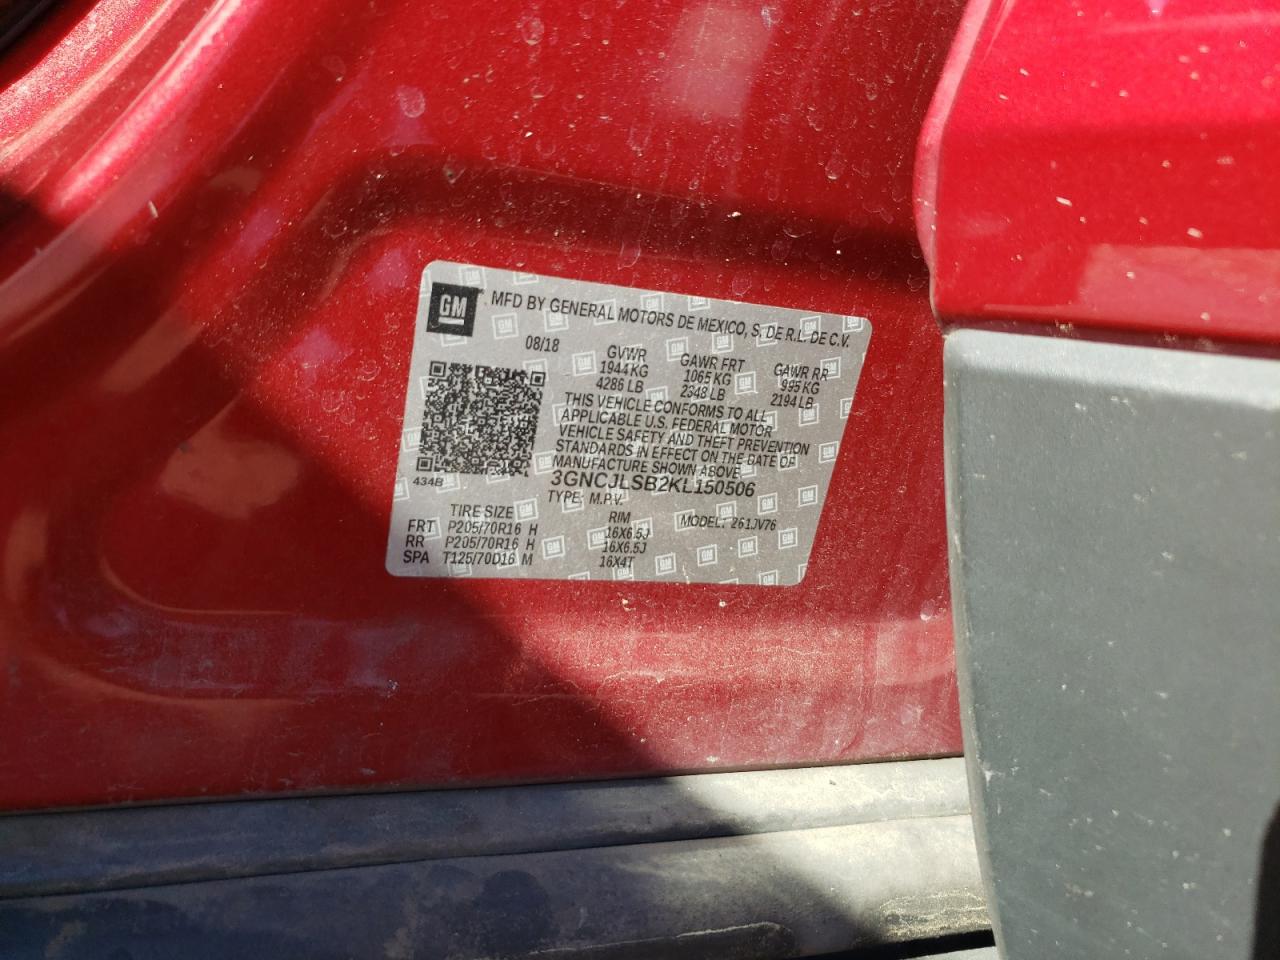 GM MFD BY GENERAL MOTORS DE MEXICO, S. DE R.L. DE C.V.
08/18 GVWR GAWR FRT GAWR RR
1944 KG 1065 KG 995 KG
4286 LB 2348 LB 2194 LB
THIS VEHICLE CONFORMS TO ALL
APPLICABLE U.S. FEDERAL MOTOR
VEHICLE SAFETY AND THEFT PREVENTION
STANDARDS IN EFFECT ON THE DATE OF
MANUFACTURE SHOWN ABOVE
434B
3GNCJLSB2KL150506
TYPE: M.P.V. MODEL: 261JV76
TIRE SIZE RIM
FRT P205/70R16 H 16X6.5J
RR P205/70R16 H 16X6.5J
SPA T125/70D16 M 16X4T